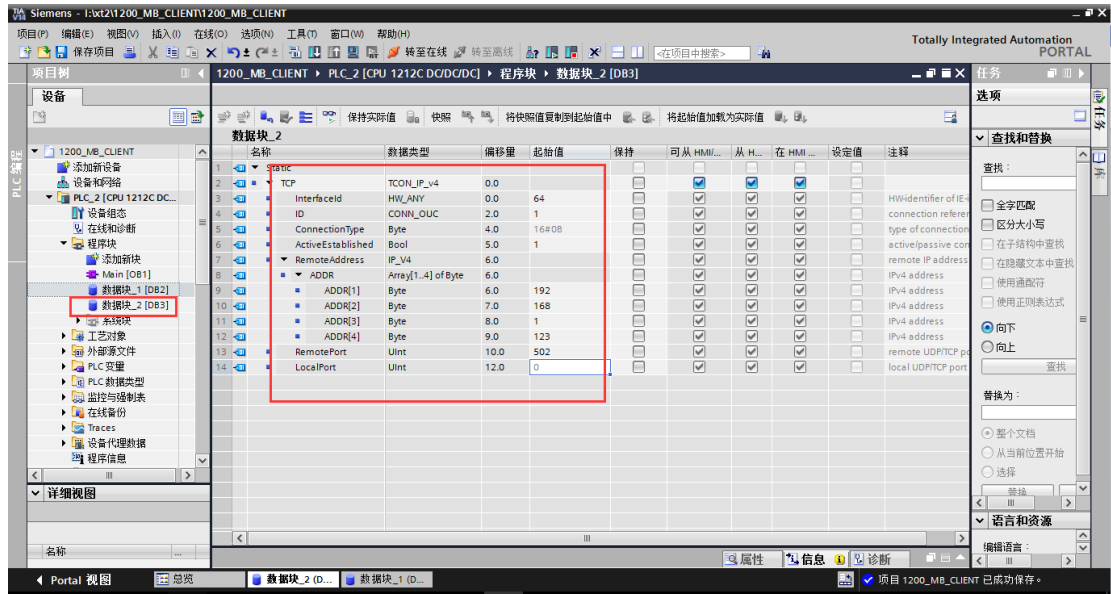 TIA V14 Siemens - I:\xt2\1200_MB_CLIENT\1200_MB_CLIENT
项目(P) 编辑(E) 视图(V) 插入(I) 在线(O) 选项(N) 工具(T) 窗口(W) 帮助(H)
Totally Integrated Automation
PORTAL
保存项目 转至在线 转至离线 <在项目中搜索>
项目树
1200_MB_CLIENT PLC_2 [CPU 1212C DC/DC/DC] 程序块 数据块_2 [DB3]
任务
设备
选项
保持实际值 快照 将快照值复制到起始值中 将起始值加载为实际值
数据块_2
名称 数据类型 偏移量 起始值 保持 可从 HMI/... 从 H... 在 HMI ... 设定值 注释
1 Static
2 TCP TCON_IP_v4 0.0
3 InterfaceId HW_ANY 0.0 64 HW-identifier of IE-i
4 ID CONN_OUC 2.0 1 connection referer
5 ConnectionType Byte 4.0 16#0B type of connection
6 ActiveEstablished Bool 5.0 1 active/passive con
7 RemoteAddress IP_V4 6.0 remote IP address
8 ADDR Array[1..4] of Byte 6.0 IPv4 address
9 ADDR[1] Byte 6.0 192 IPv4 address
10 ADDR[2] Byte 7.0 168 IPv4 address
11 ADDR[3] Byte 8.0 1 IPv4 address
12 ADDR[4] Byte 9.0 123 IPv4 address
13 RemotePort UInt 10.0 502 remote UDP/TCP po
14 LocalPort UInt 12.0 0 local UDP/TCP port
PLC 编程
1200_MB_CLIENT
添加新设备
设备和网络
PLC_2 [CPU 1212C DC...
设备组态
在线和诊断
程序块
添加新块
Main [OB1]
数据块_1 [DB2]
数据块_2 [DB3]
系统块
工艺对象
外部源文件
PLC 变量
PLC 数据类型
监控与强制表
在线备份
Traces
设备代理数据
程序信息
详细视图
名称 ...
查找和替换
查找：
全字匹配
区分大小写
在子结构中查找
在隐藏文本中查找
使用通配符
使用正则表达式
向下
向上
查找
替换为：
整个文档
从当前位置开始
选择
替换
语言和资源
编辑语言：
任务
库
属性 信息 诊断
Portal 视图 总览 数据块_2 (D... 数据块_1 (D... 项目 1200_MB_CLIENT 已成功保存。